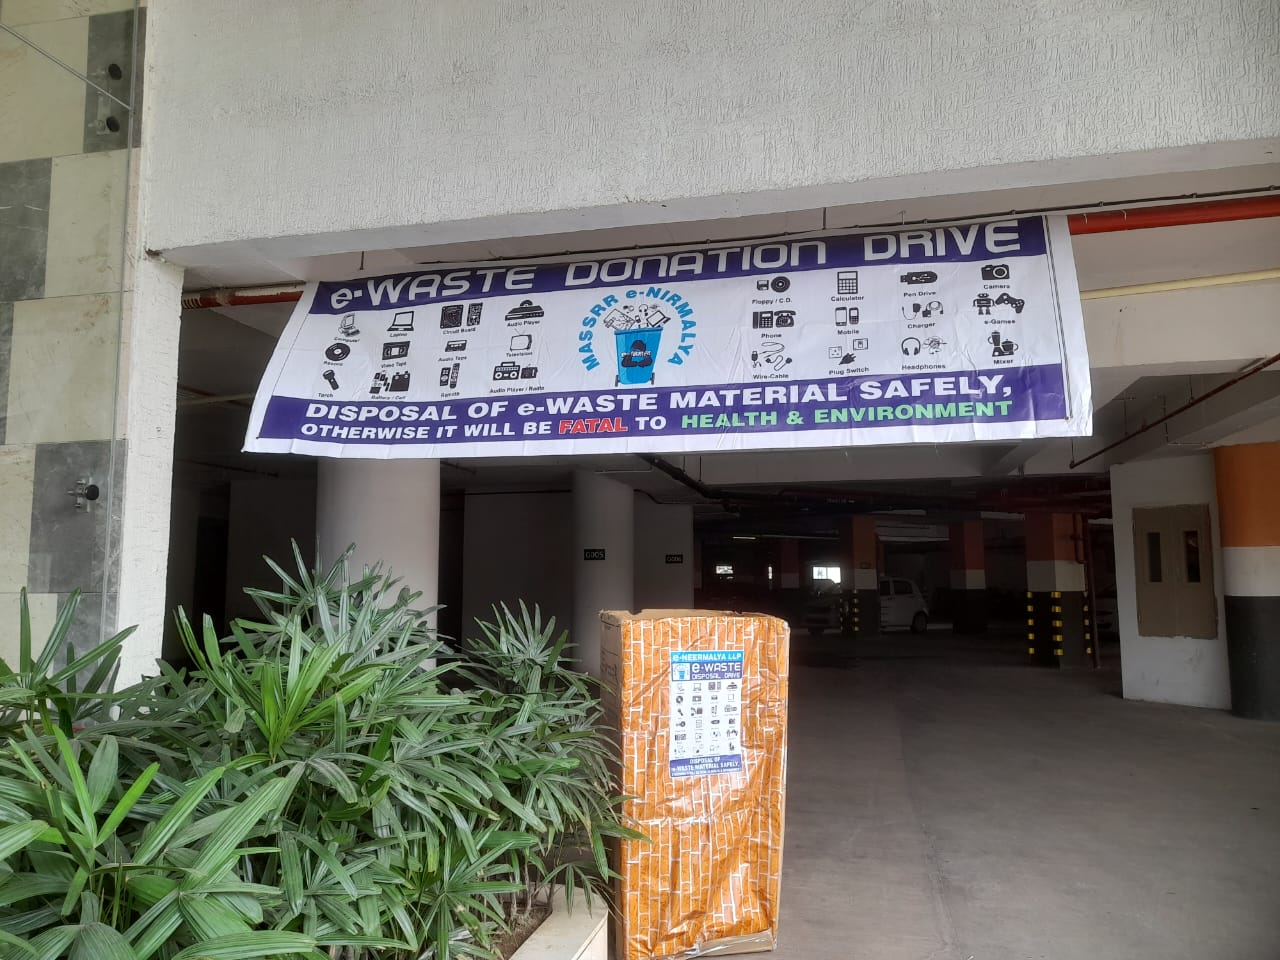 e-WASTE DONATION DRIVE
MASSRR e-NIRMALYA
Computer
Laptop
Circuit Board
Audio Player
Floppy / C.D.
Calculator
Pen Drive
Camera
Records
Video Tape
Audio Tape
Television
Phone
Mobile
Charger
e-Games
Torch
Battery / Cell
Remote
Audio Player / Radio
Wire-Cable
Plug Switch
Headphones
Mixer
DISPOSAL OF e-WASTE MATERIAL SAFELY,
OTHERWISE IT WILL BE FATAL TO HEALTH & ENVIRONMENT
G005
G006
e-NEERMALYA LLP
e-WASTE
DISPOSAL DRIVE
DISPOSAL OF
e-WASTE MATERIAL SAFELY,